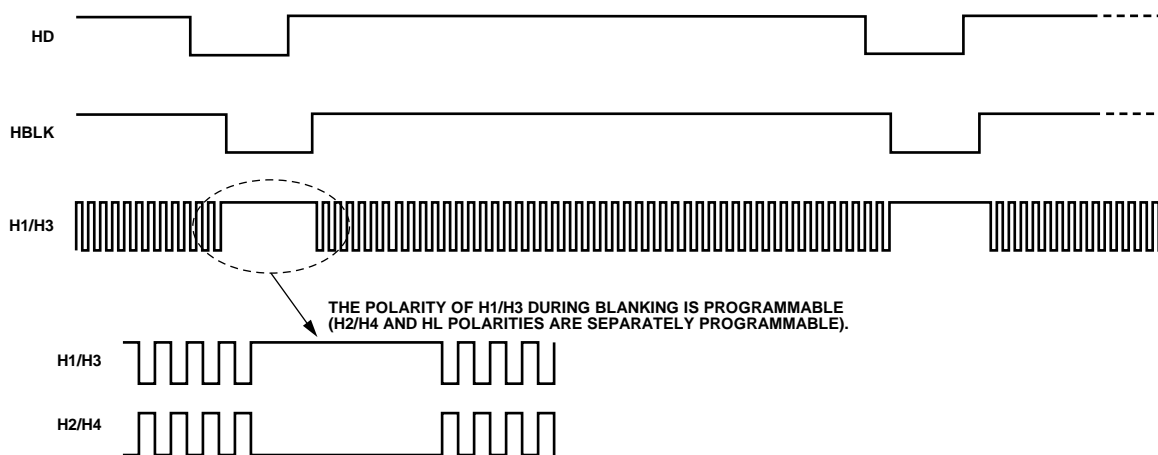 HD
HBLK
H1/H3
THE POLARITY OF H1/H3 DURING BLANKING IS PROGRAMMABLE
(H2/H4 AND HL POLARITIES ARE SEPARATELY PROGRAMMABLE).
H1/H3
H2/H4